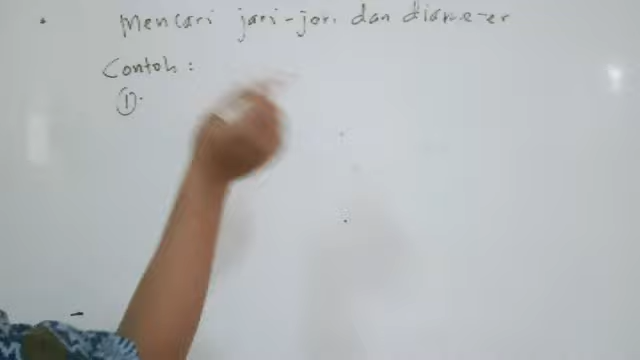 Mencari jari-jari dan diameter
Contoh :
①.